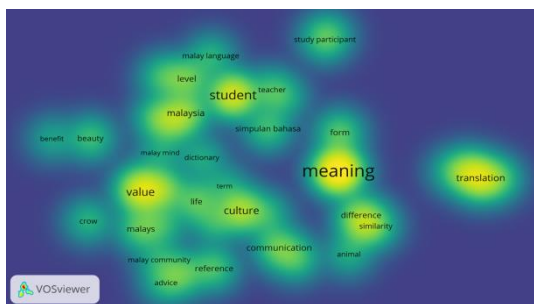 study participant
malay language
level
student
teacher
malaysia
simpulan bahasa
form
benefit
beauty
malay mind
dictionary
meaning
translation
value
term
life
culture
crow
malays
difference
similarity
communication
animal
malay community
reference
advice
VOSviewer